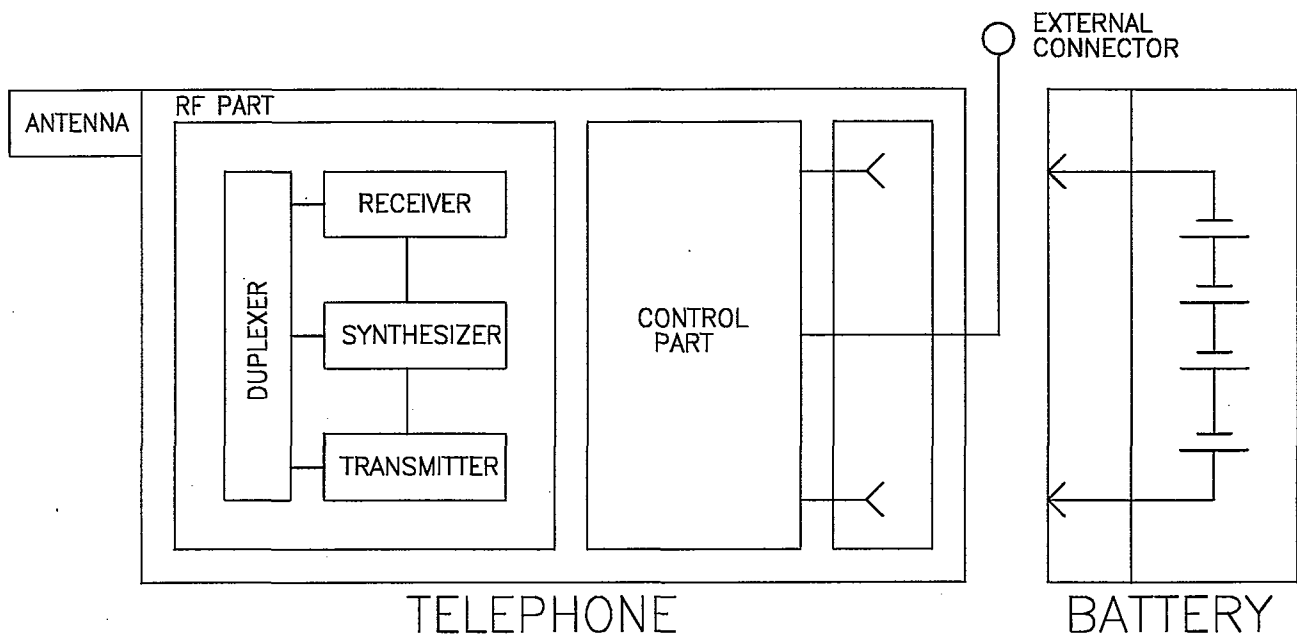 EXTERNAL
CONNECTOR
RF PART
ANTENNA
RECEIVER
DUPLEXER
SYNTHESIZER
CONTROL
PART
TRANSMITTER
TELEPHONE
BATTERY